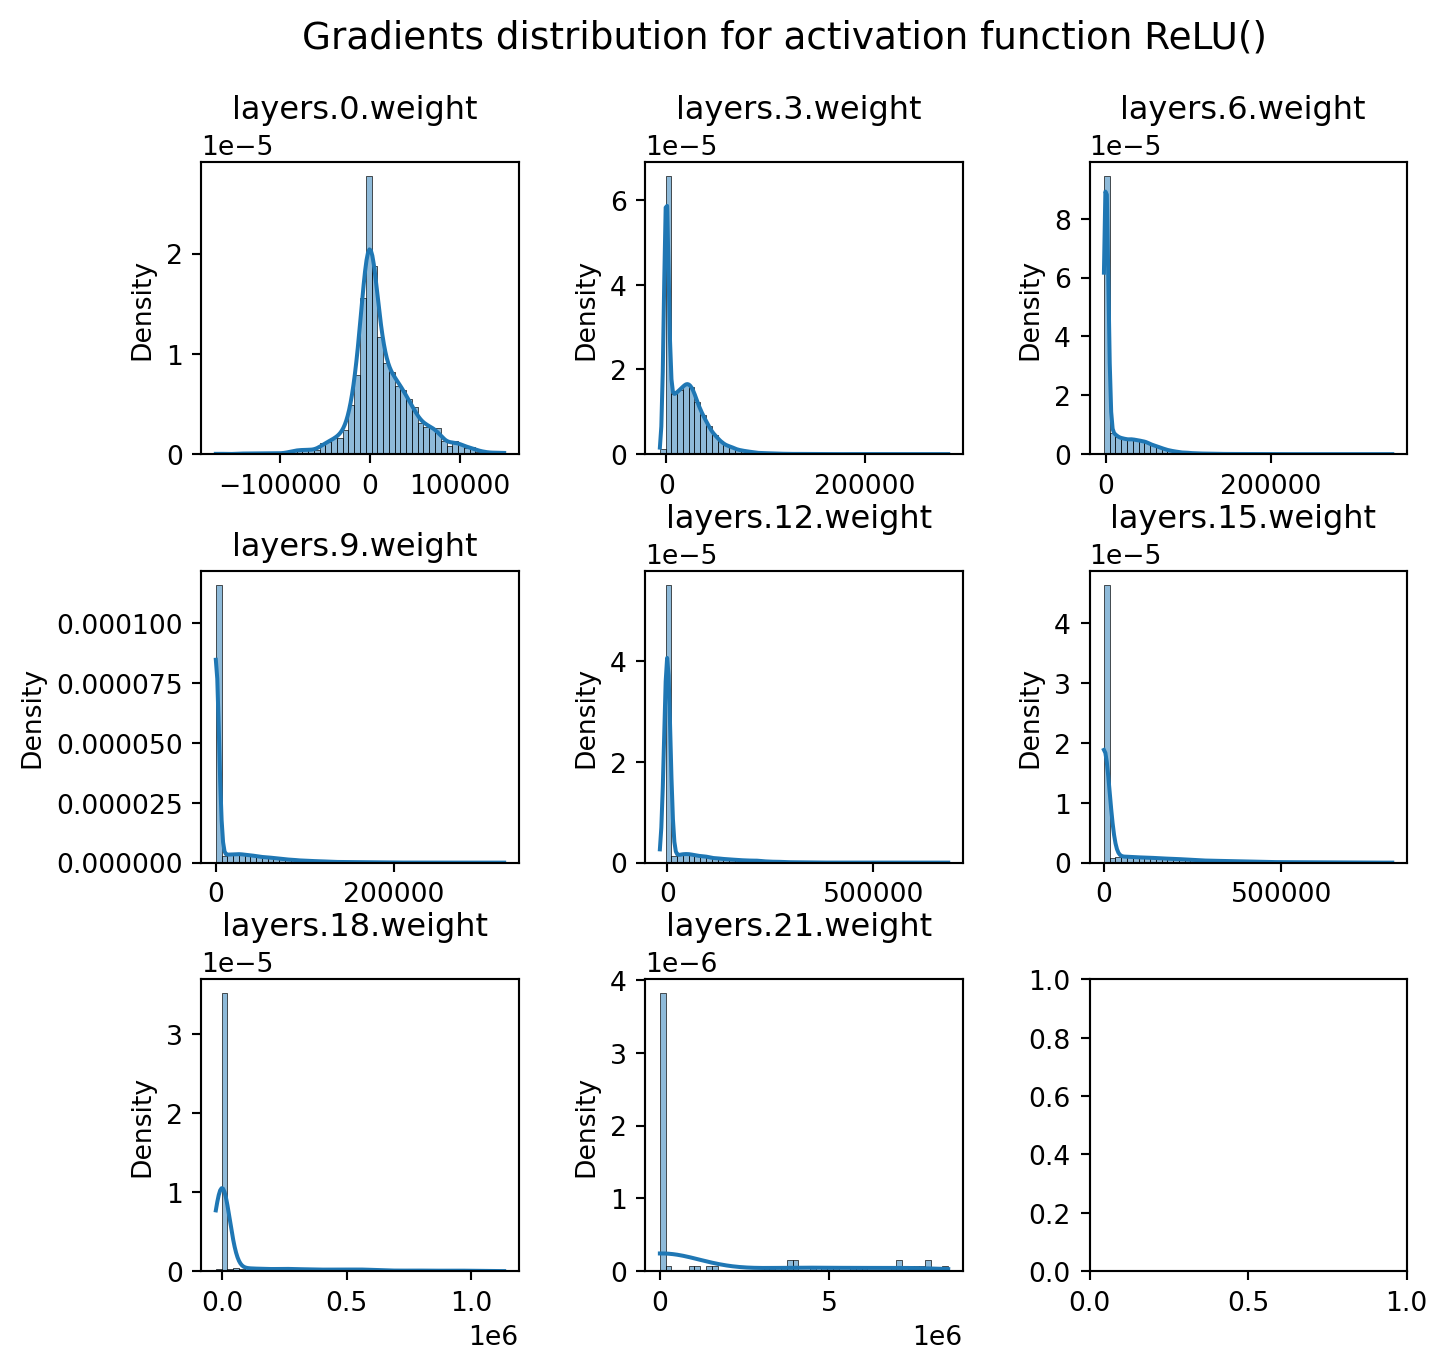 Gradients distribution for activation function ReLU()
layers.0.weight
1e−5
Density
2
1
0
−100000 0 100000
layers.3.weight
1e−5
Density
6
4
2
0
0 200000
layers.6.weight
1e−5
Density
8
6
4
2
0
0 200000
layers.9.weight
Density
0.000100
0.000075
0.000050
0.000025
0.000000
0 200000
layers.12.weight
1e−5
Density
4
2
0
0 500000
layers.15.weight
1e−5
Density
4
3
2
1
0
0 500000
layers.18.weight
1e−5
Density
3
2
1
0
0.0 0.5 1.0
1e6
layers.21.weight
1e−6
Density
4
3
2
1
0
0 5
1e6
1.0
0.8
0.6
0.4
0.2
0.0
0.0 0.5 1.0